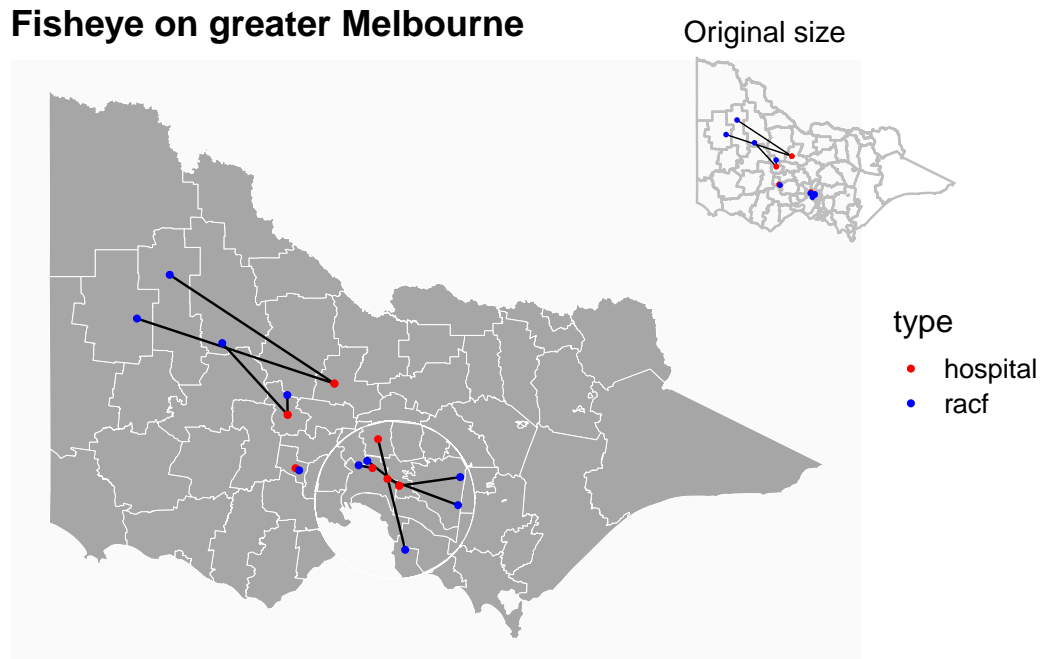 Fisheye on greater Melbourne
Original size
type
hospital
racf